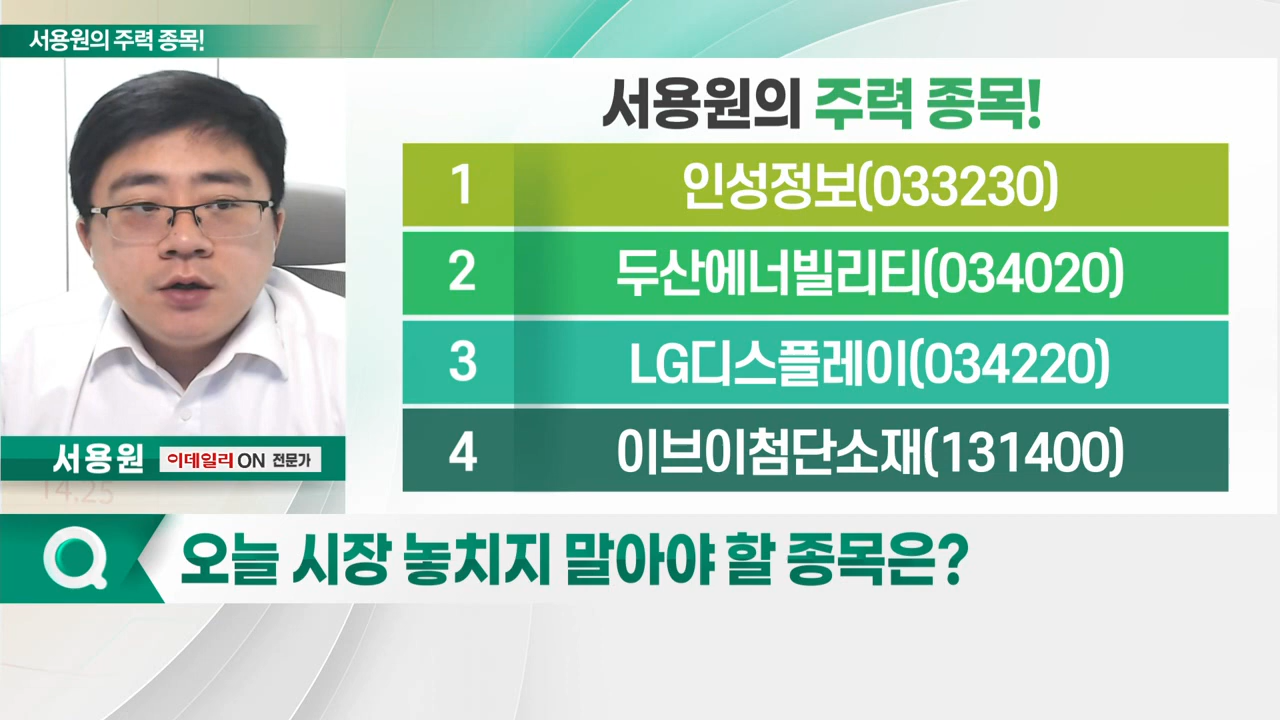 서용원의 주력 종목!
서용원의 주력 종목!
1 인성정보(033230)
2 두산에너빌리티(034020)
3 LG디스플레이(034220)
4 이브이첨단소재(131400)
서용원 이데일리 ON 전문가
14.25
Q 오늘 시장 놓치지 말아야 할 종목은?